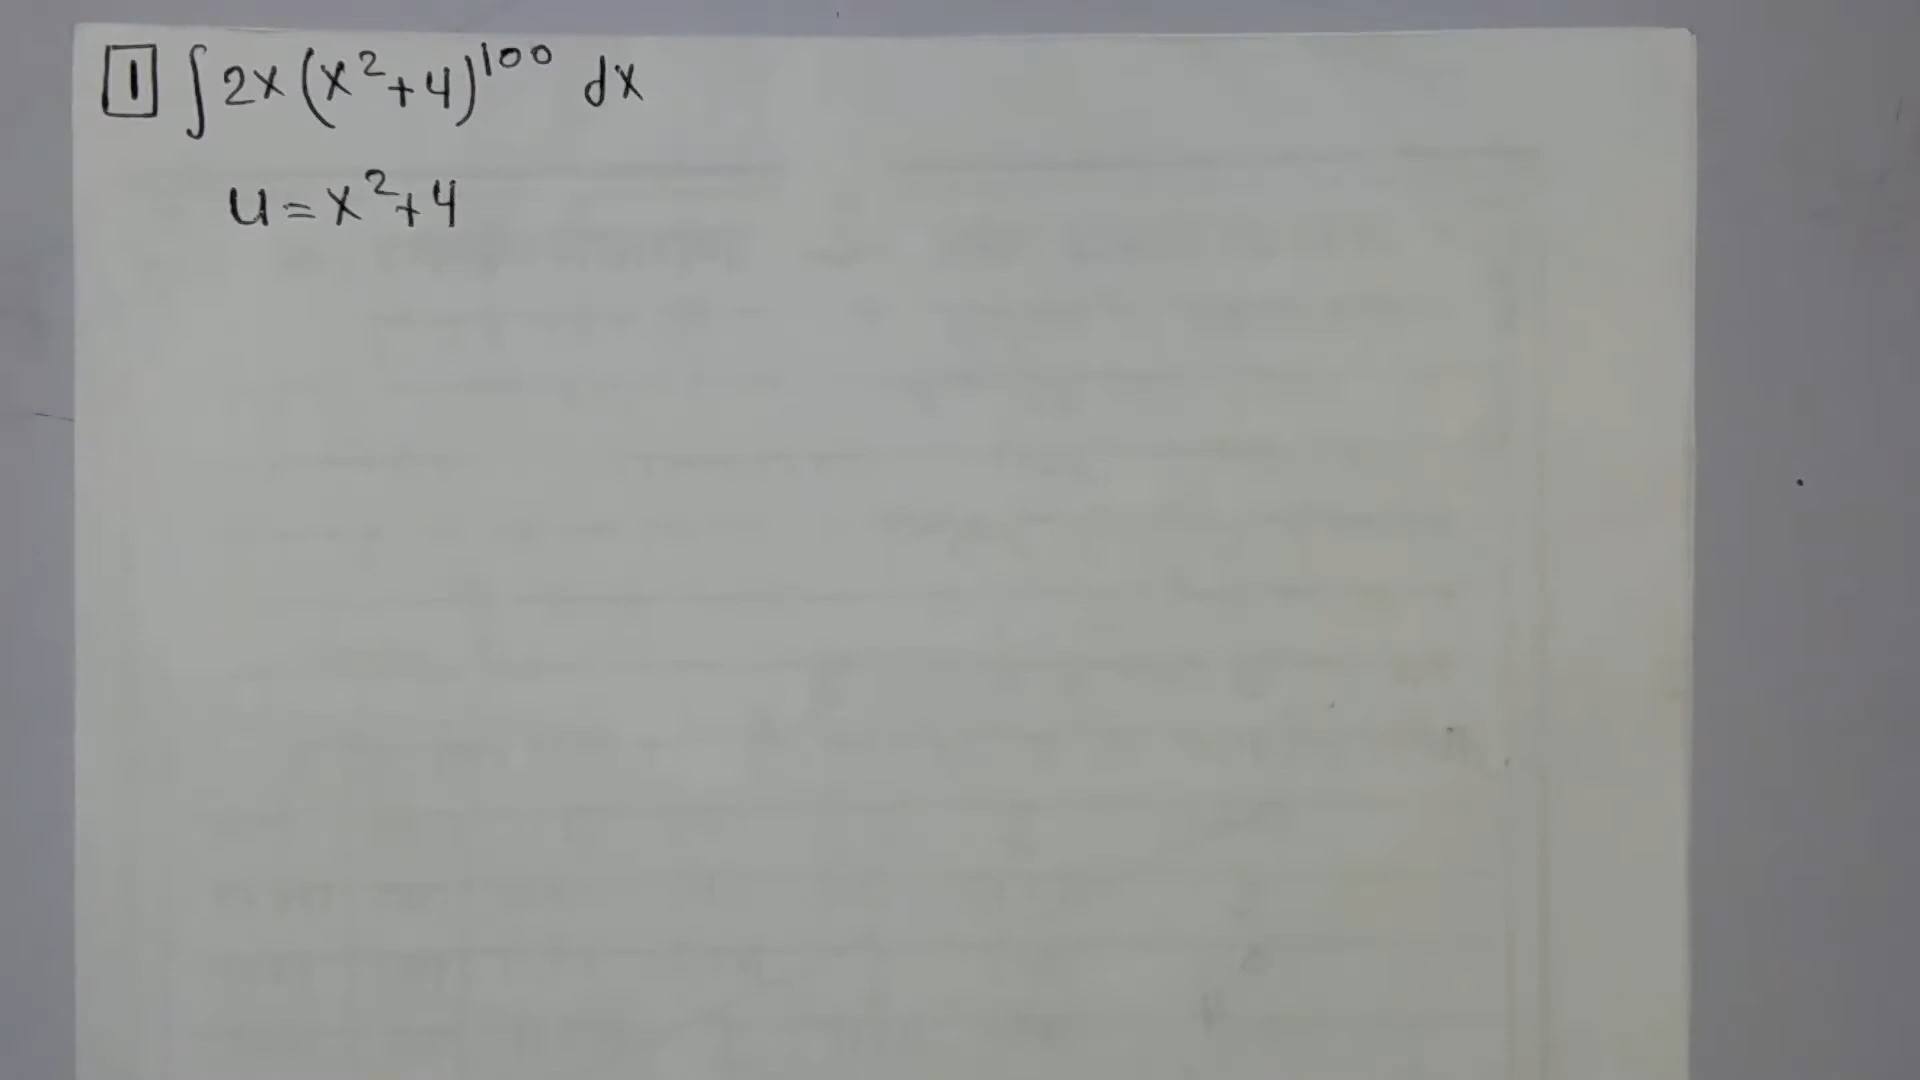 1 ∫ 2x (x²+4)¹⁰⁰ dx
u = x²+4